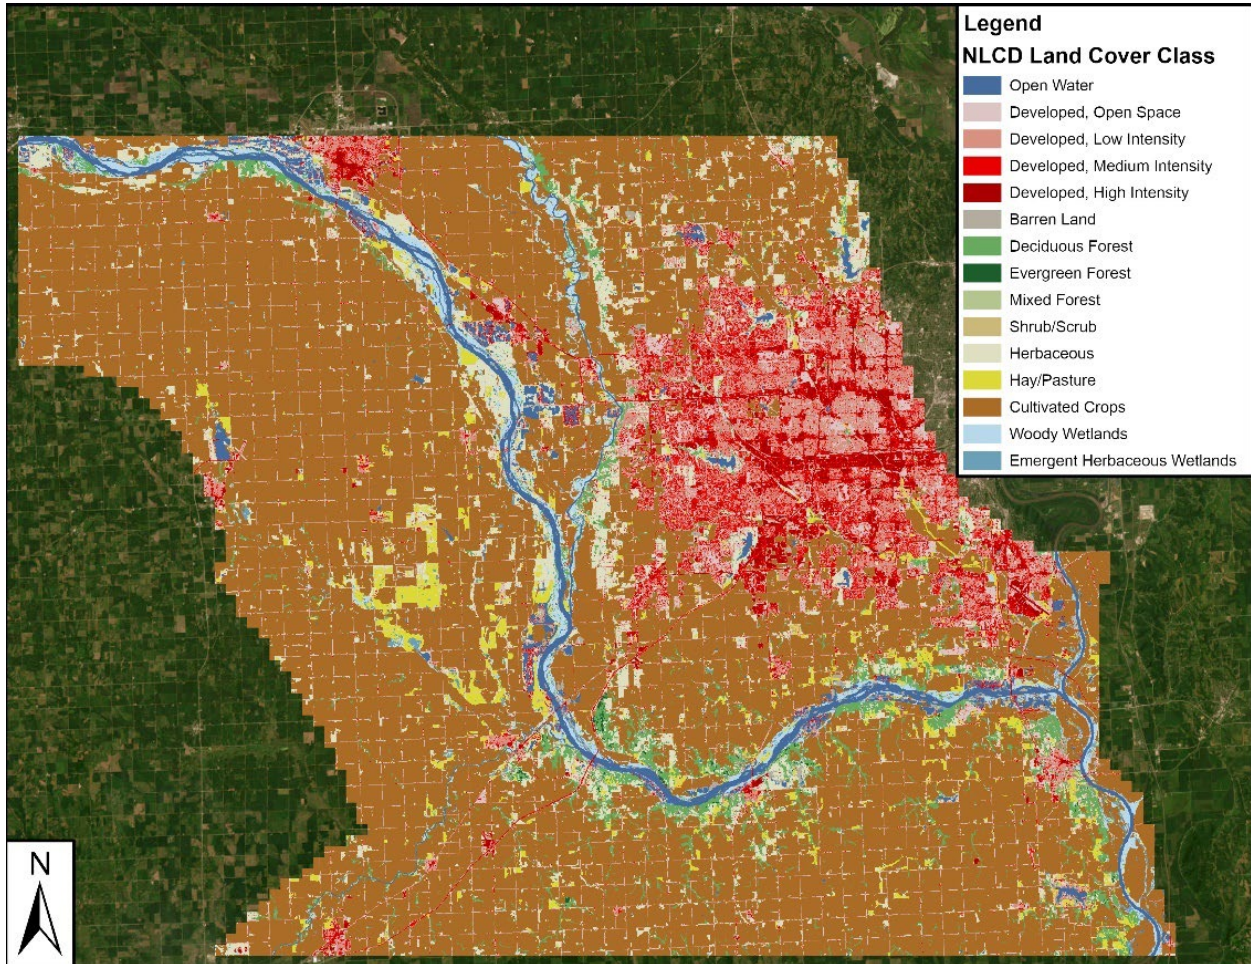 Legend
NLCD Land Cover Class
Open Water
Developed, Open Space
Developed, Low Intensity
Developed, Medium Intensity
Developed, High Intensity
Barren Land
Deciduous Forest
Evergreen Forest
Mixed Forest
Shrub/Scrub
Herbaceous
Hay/Pasture
Cultivated Crops
Woody Wetlands
Emergent Herbaceous Wetlands
N